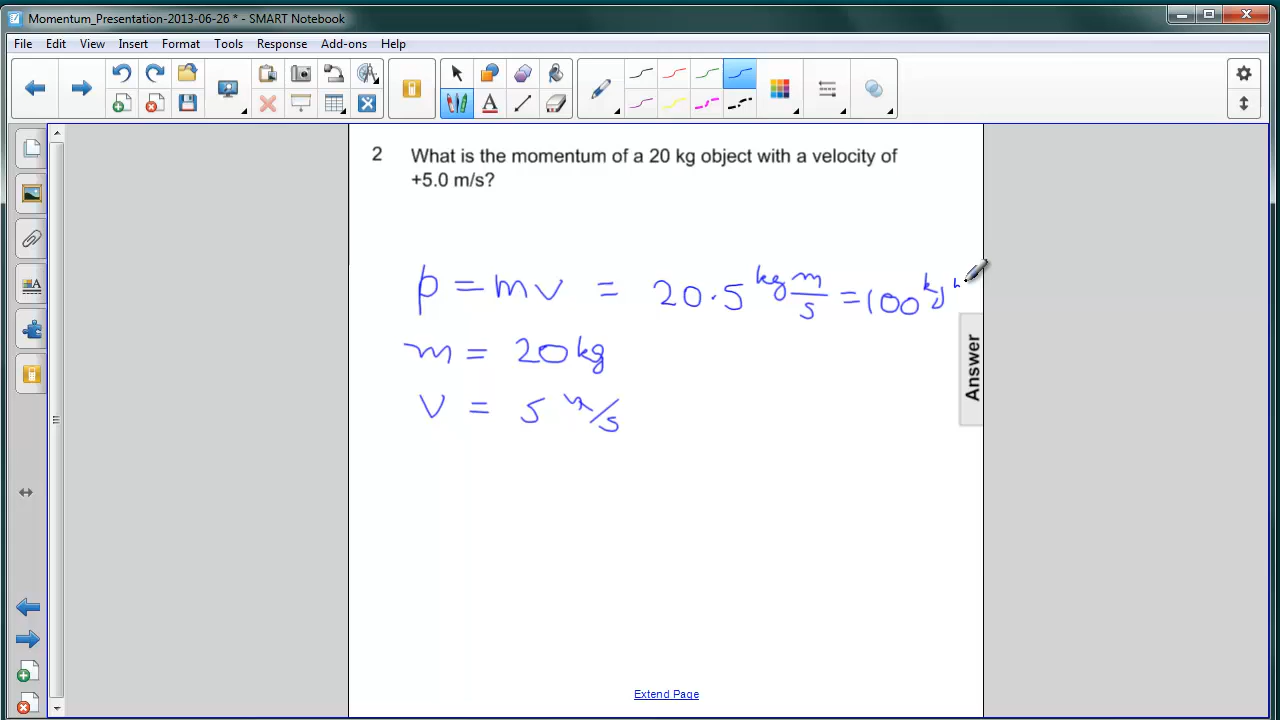 Momentum_Presentation-2013-06-26 * - SMART Notebook
File Edit View Insert Format Tools Response Add-ons Help
2 What is the momentum of a 20 kg object with a velocity of
+5.0 m/s?
p = mv = 20·5 kg m/s = 100 kg
m = 20 kg
v = 5 m/s
Answer
Extend Page